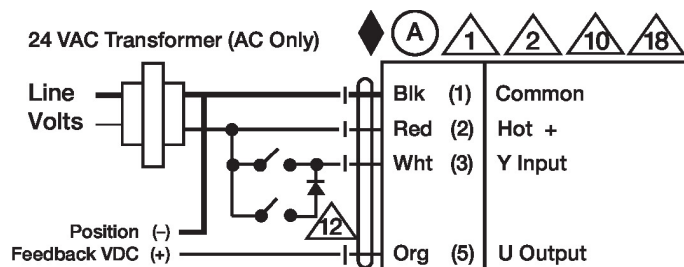 24 VAC Transformer (AC Only)
A 1 2 10 18
Line
Volts
Blk (1) Common
Red (2) Hot +
Wht (3) Y Input
12
Position (–)
Feedback VDC (+)
Org (5) U Output